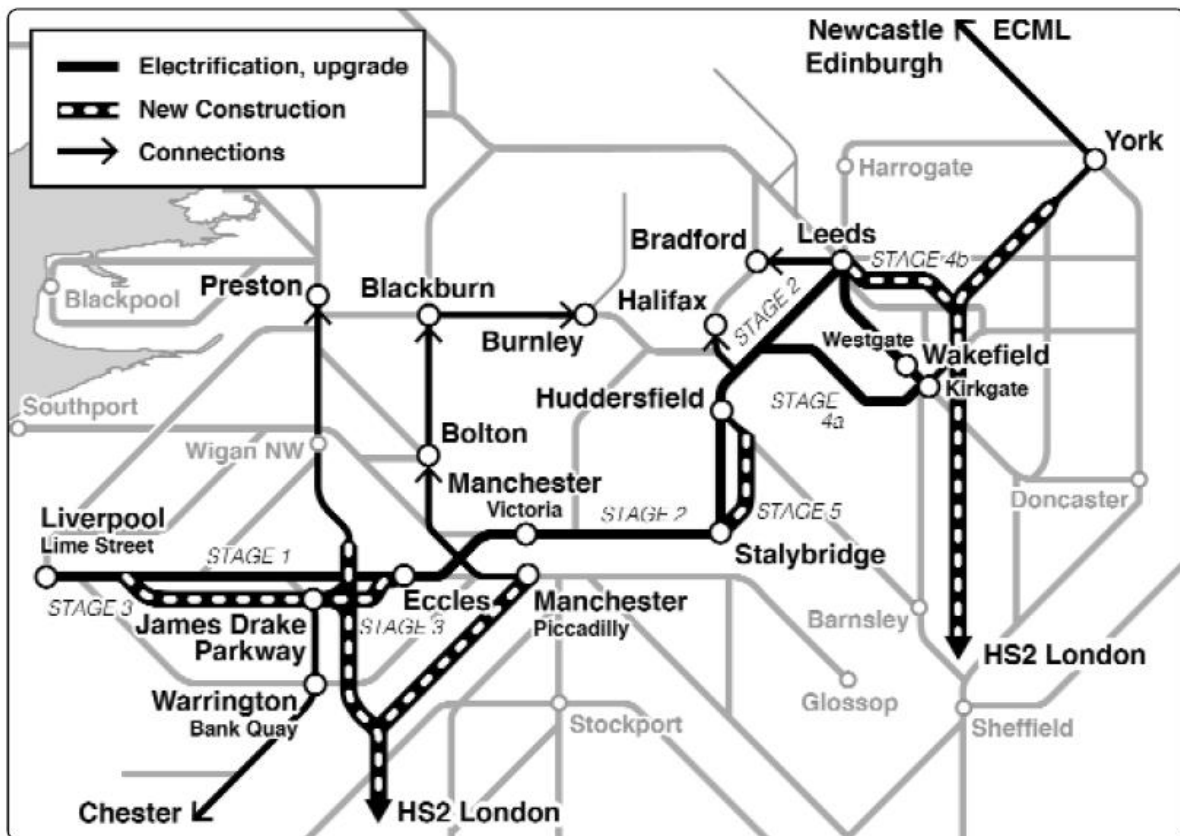 Electrification, upgrade
New Construction
Connections
Newcastle
Edinburgh
ECML
York
Harrogate
Bradford
Leeds
STAGE 4b
Preston
Blackburn
Halifax
STAGE 2
Blackpool
Burnley
Westgate
Wakefield
Kirkgate
Huddersfield
STAGE
4a
Southport
Wigan NW
Bolton
Manchester
Victoria
Doncaster
Liverpool
Lime Street
STAGE 1
STAGE 2
STAGE 5
Stalybridge
STAGE 3
Eccles
Manchester
Piccadilly
James Drake
Parkway
STAGE 3
Barnsley
HS2 London
Warrington
Bank Quay
Glossop
Stockport
Sheffield
Chester
HS2 London